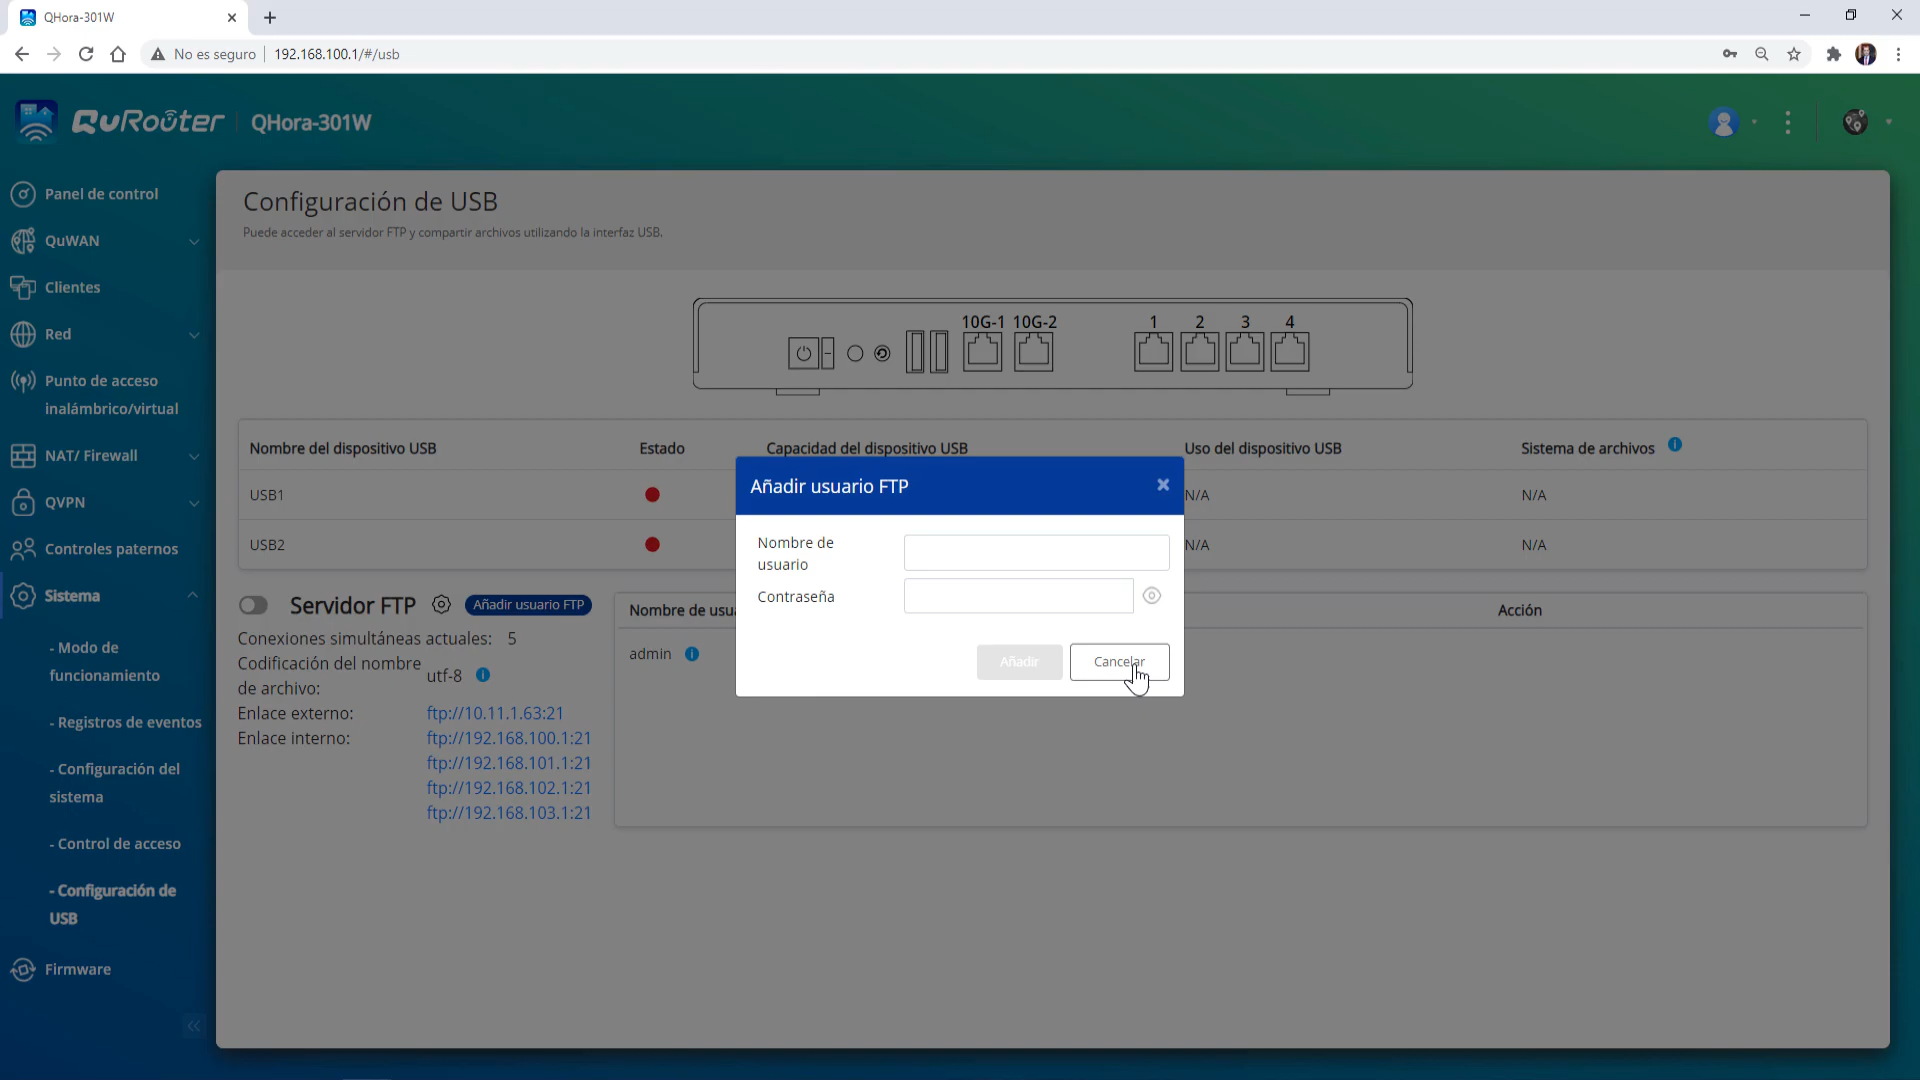 QHora-301W
No es seguro
192.168.100.1/#/usb
QuRouter
QHora-301W
Panel de control
QuWAN
Clientes
Red
Punto de acceso
inalámbrico/virtual
NAT/ Firewall
QVPN
Controles paternos
Sistema
- Modo de
funcionamiento
- Registros de eventos
- Configuración del
sistema
- Control de acceso
- Configuración de
USB
Firmware
Configuración de USB
Puede acceder al servidor FTP y compartir archivos utilizando la interfaz USB.
10G-1 10G-2 1 2 3 4
Nombre del dispositivo USB Estado Capacidad del dispositivo USB Uso del dispositivo USB Sistema de archivos
USB1 N/A N/A
USB2 N/A N/A
Servidor FTP Añadir usuario FTP
Conexiones simultáneas actuales: 5
Codificación del nombre
de archivo: utf-8
Enlace externo: ftp://10.11.1.63:21
Enlace interno: ftp://192.168.100.1:21
ftp://192.168.101.1:21
ftp://192.168.102.1:21
ftp://192.168.103.1:21
Nombre de usua Acción
admin
Añadir usuario FTP
Nombre de
usuario
Contraseña
Añadir Cancelar